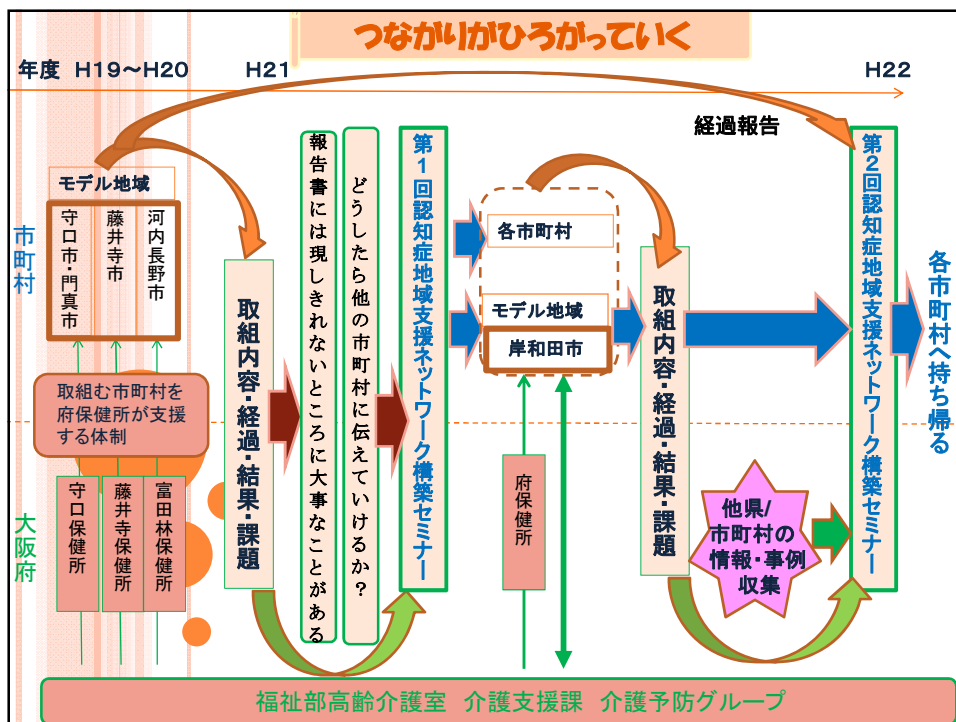 つながりがひろがっていく
年度 H19～H20
H21
H22
経過報告
モデル地域
守口市・門真市
藤井寺市
河内長野市
市町村
取組む市町村を
府保健所が支援
する体制
大阪府
守口保健所
藤井寺保健所
富田林保健所
取組内容・経過・結果・課題
報告書には現しきれないところに大事なことがある
どうしたら他の市町村に伝えていけるか？
第1回認知症地域支援ネットワーク構築セミナー
各市町村
モデル地域
岸和田市
府保健所
取組内容・経過・結果・課題
他県/
市町村の
情報・事例
収集
第2回認知症地域支援ネットワーク構築セミナー
各市町村へ持ち帰る
福祉部高齢介護室 介護支援課 介護予防グループ